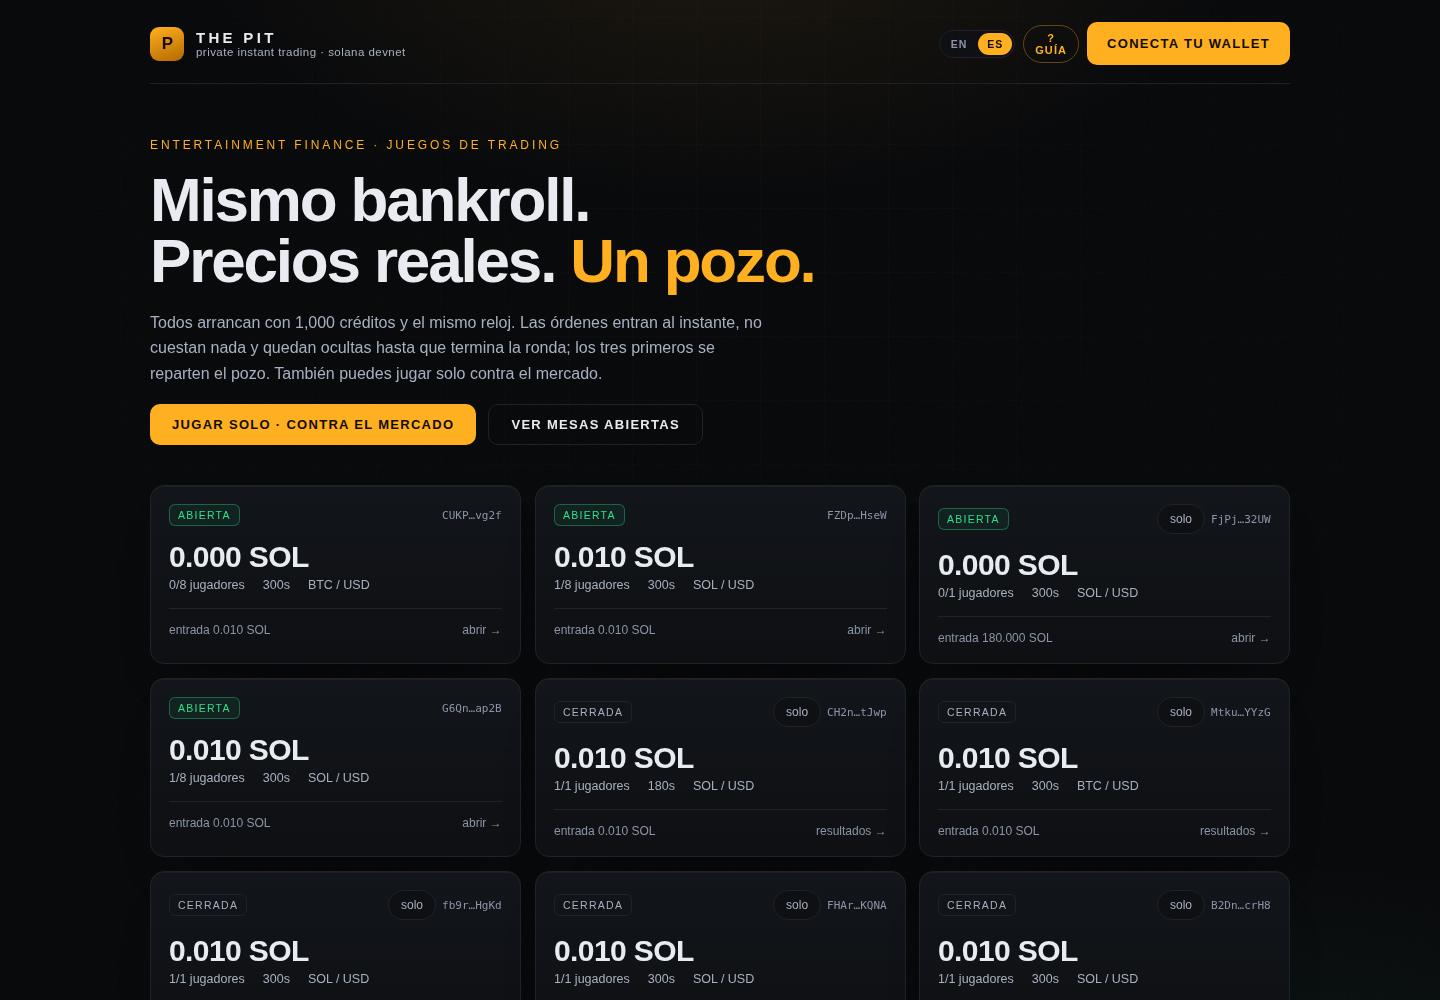 P
THE PIT
private instant trading · solana devnet
EN ES
?
GUÍA
CONECTA TU WALLET
ENTERTAINMENT FINANCE · JUEGOS DE TRADING
Mismo bankroll.
Precios reales. Un pozo.
Todos arrancan con 1,000 créditos y el mismo reloj. Las órdenes entran al instante, no
cuestan nada y quedan ocultas hasta que termina la ronda; los tres primeros se
reparten el pozo. También puedes jugar solo contra el mercado.
JUGAR SOLO · CONTRA EL MERCADO
VER MESAS ABIERTAS
ABIERTA CUKP…vg2f
0.000 SOL
0/8 jugadores 300s BTC / USD
entrada 0.010 SOL abrir →
ABIERTA FZDp…HseW
0.010 SOL
1/8 jugadores 300s SOL / USD
entrada 0.010 SOL abrir →
ABIERTA solo FjPj…32UW
0.000 SOL
0/1 jugadores 300s SOL / USD
entrada 180.000 SOL abrir →
ABIERTA G6Qn…ap2B
0.010 SOL
1/8 jugadores 300s SOL / USD
entrada 0.010 SOL abrir →
CERRADA solo CH2n…tJwp
0.010 SOL
1/1 jugadores 180s SOL / USD
entrada 0.010 SOL resultados →
CERRADA solo Mtku…YYzG
0.010 SOL
1/1 jugadores 300s BTC / USD
entrada 0.010 SOL resultados →
CERRADA solo fb9r…HgKd
0.010 SOL
1/1 jugadores 300s SOL / USD
CERRADA solo FHAr…KQNA
0.010 SOL
1/1 jugadores 300s SOL / USD
CERRADA solo B2Dn…crH8
0.010 SOL
1/1 jugadores 300s SOL / USD